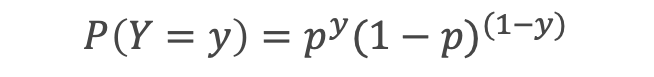 P(Y = y) = p^y(1 − p)^(1−y)